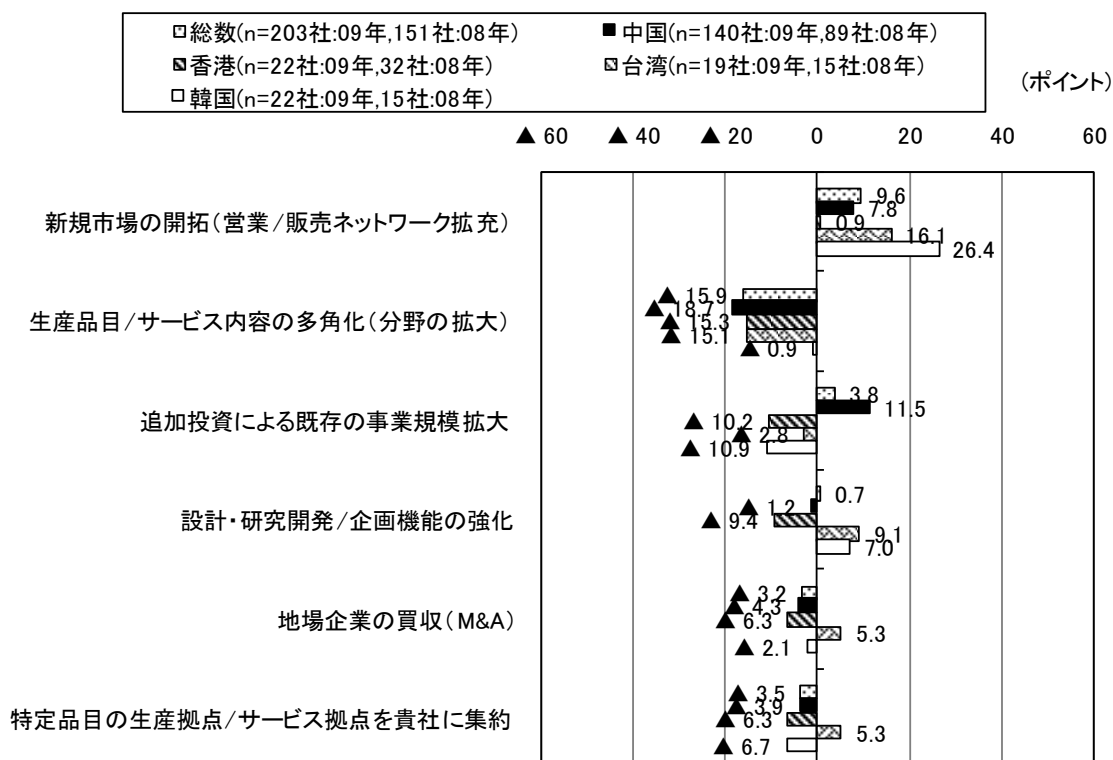 総数(n=203社:09年,151社:08年) 中国(n=140社:09年,89社:08年)
香港(n=22社:09年,32社:08年) 台湾(n=19社:09年,15社:08年)
韓国(n=22社:09年,15社:08年)
(ポイント)
▲ 60 ▲ 40 ▲ 20 0 20 40 60
新規市場の開拓(営業/販売ネットワーク拡充)
9.6
7.8
0.9
16.1
26.4
生産品目/サービス内容の多角化(分野の拡大)
▲ 15.9
▲ 18.7
▲ 15.3
▲ 15.1
▲ 0.9
追加投資による既存の事業規模拡大
3.8
11.5
▲ 10.2
▲ 2.8
▲ 10.9
設計・研究開発/企画機能の強化
0.7
▲ 1.2
▲ 9.4
9.1
7.0
地場企業の買収(M&A)
▲ 3.2
▲ 4.3
▲ 6.3
5.3
▲ 2.1
特定品目の生産拠点/サービス拠点を貴社に集約
▲ 3.5
▲ 3.9
▲ 6.3
5.3
▲ 6.7